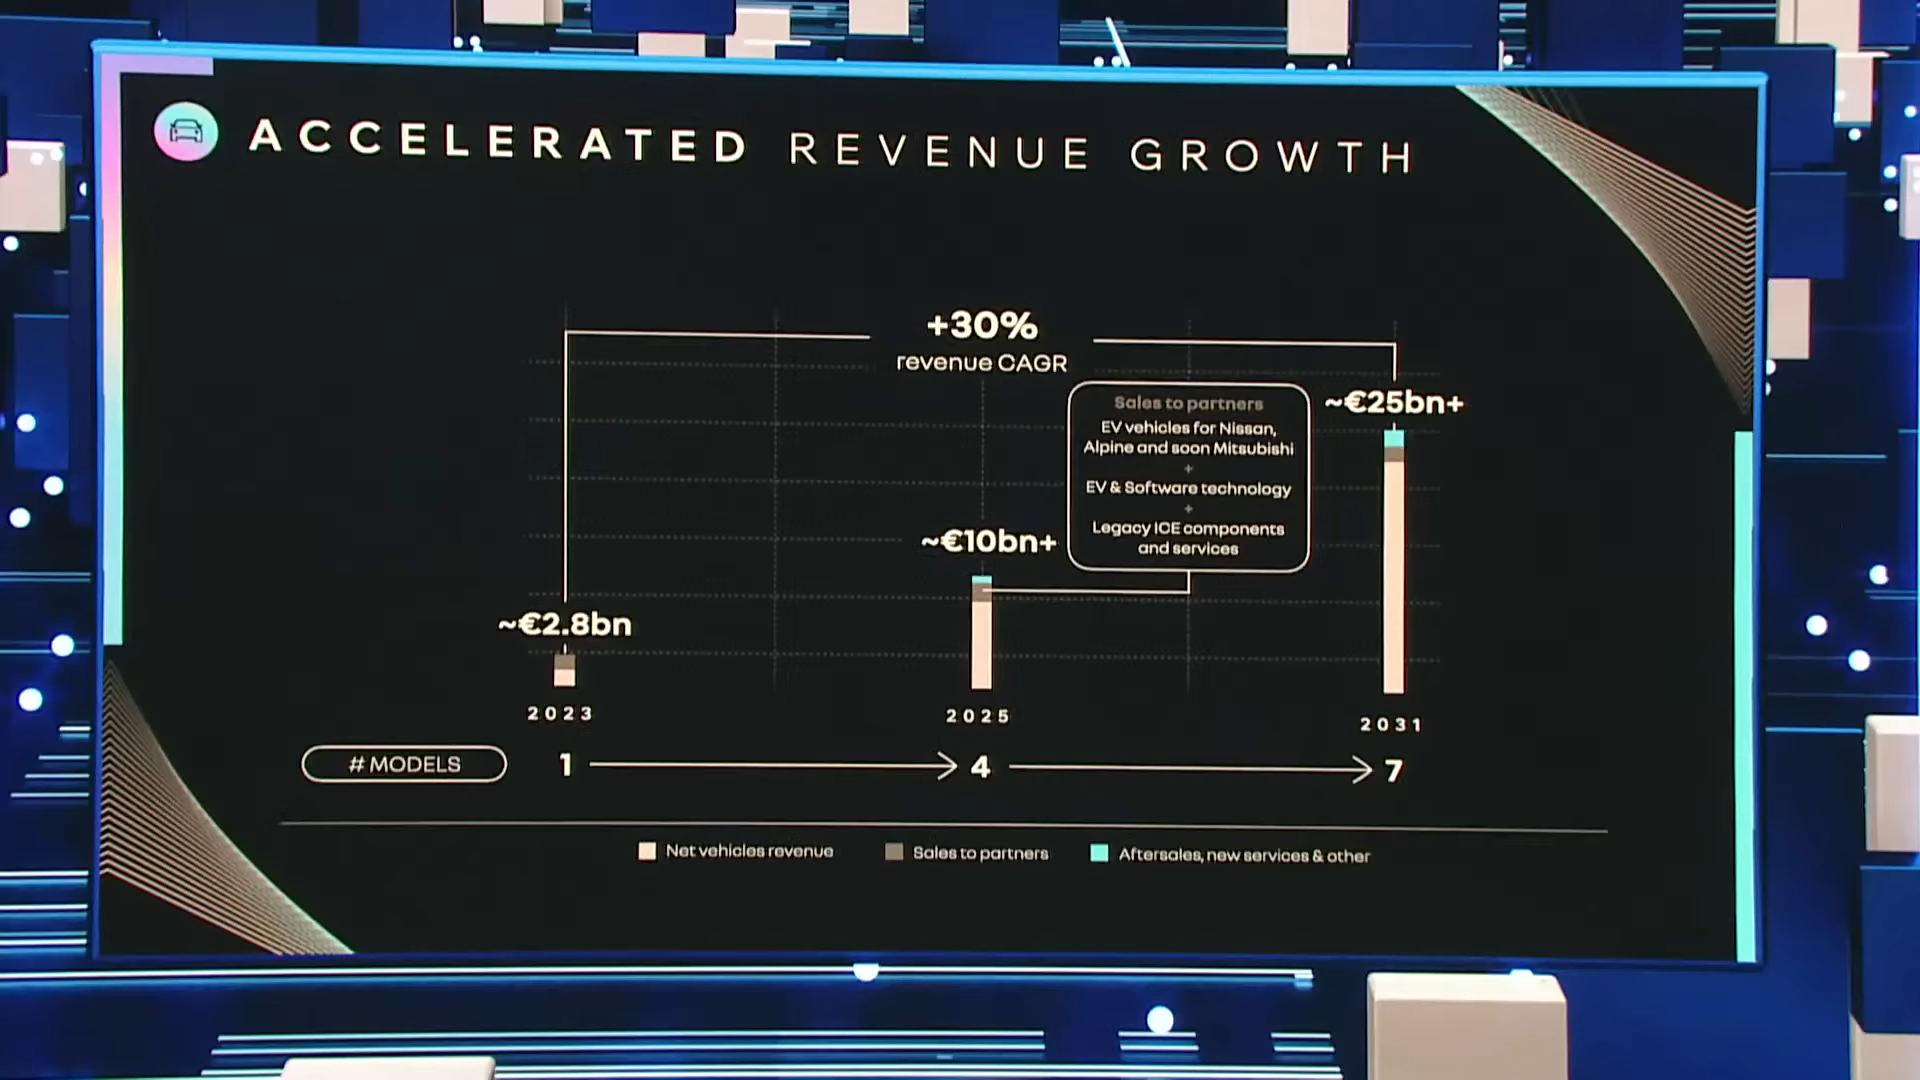 ACCELERATED REVENUE GROWTH
+30%
revenue CAGR
~€25bn+
Sales to partners
EV vehicles for Nissan,
Alpine and soon Mitsubishi
+
EV & Software technology
+
Legacy ICE components
and services
~€10bn+
~€2.8bn
2023 2025 2031
# MODELS 1 4 7
Net vehicles revenue Sales to partners Aftersales, new services & other